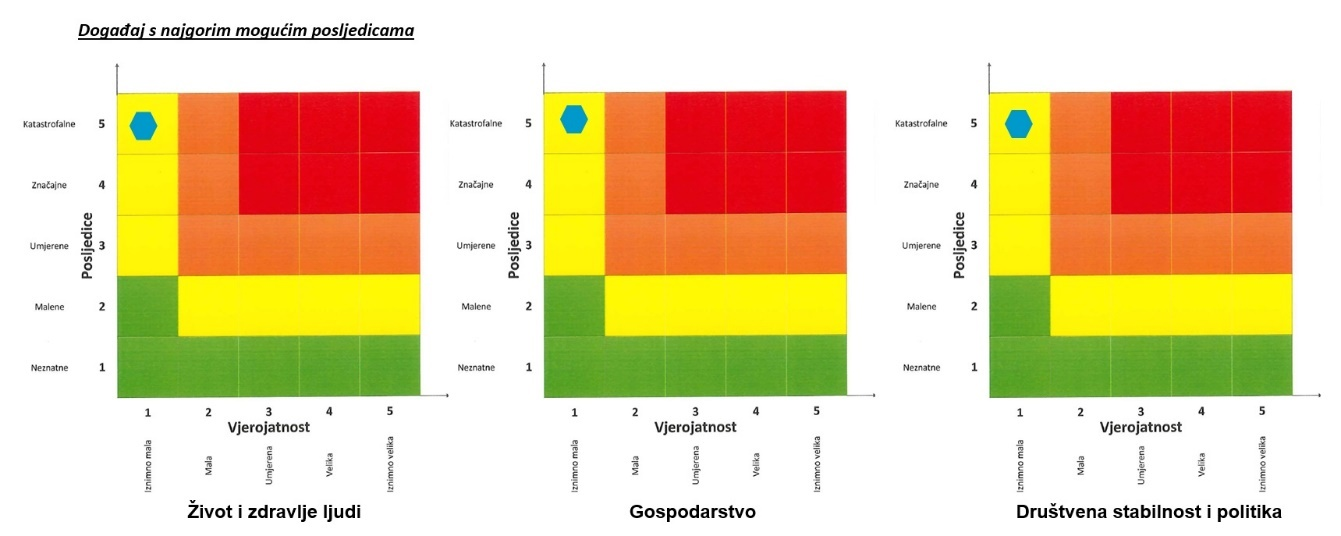 Događaj s najgorim mogućim posljedicama
Katastrofalne 5
Značajne 4
Umjerene 3
Malene 2
Neznatne 1
Posljedice
1 2 3 4 5
Vjerojatnost
Iznimno mala
Mala
Umjerena
Velika
Iznimno velika
Život i zdravlje ljudi
Katastrofalne 5
Značajne 4
Umjerene 3
Malene 2
Neznatne 1
Posljedice
1 2 3 4 5
Vjerojatnost
Iznimno mala
Mala
Umjerena
Velika
Iznimno velika
Gospodarstvo
Katastrofalne 5
Značajne 4
Umjerene 3
Malene 2
Neznatne 1
Posljedice
1 2 3 4 5
Vjerojatnost
Iznimno mala
Mala
Umjerena
Velika
Iznimno velika
Društvena stabilnost i politika